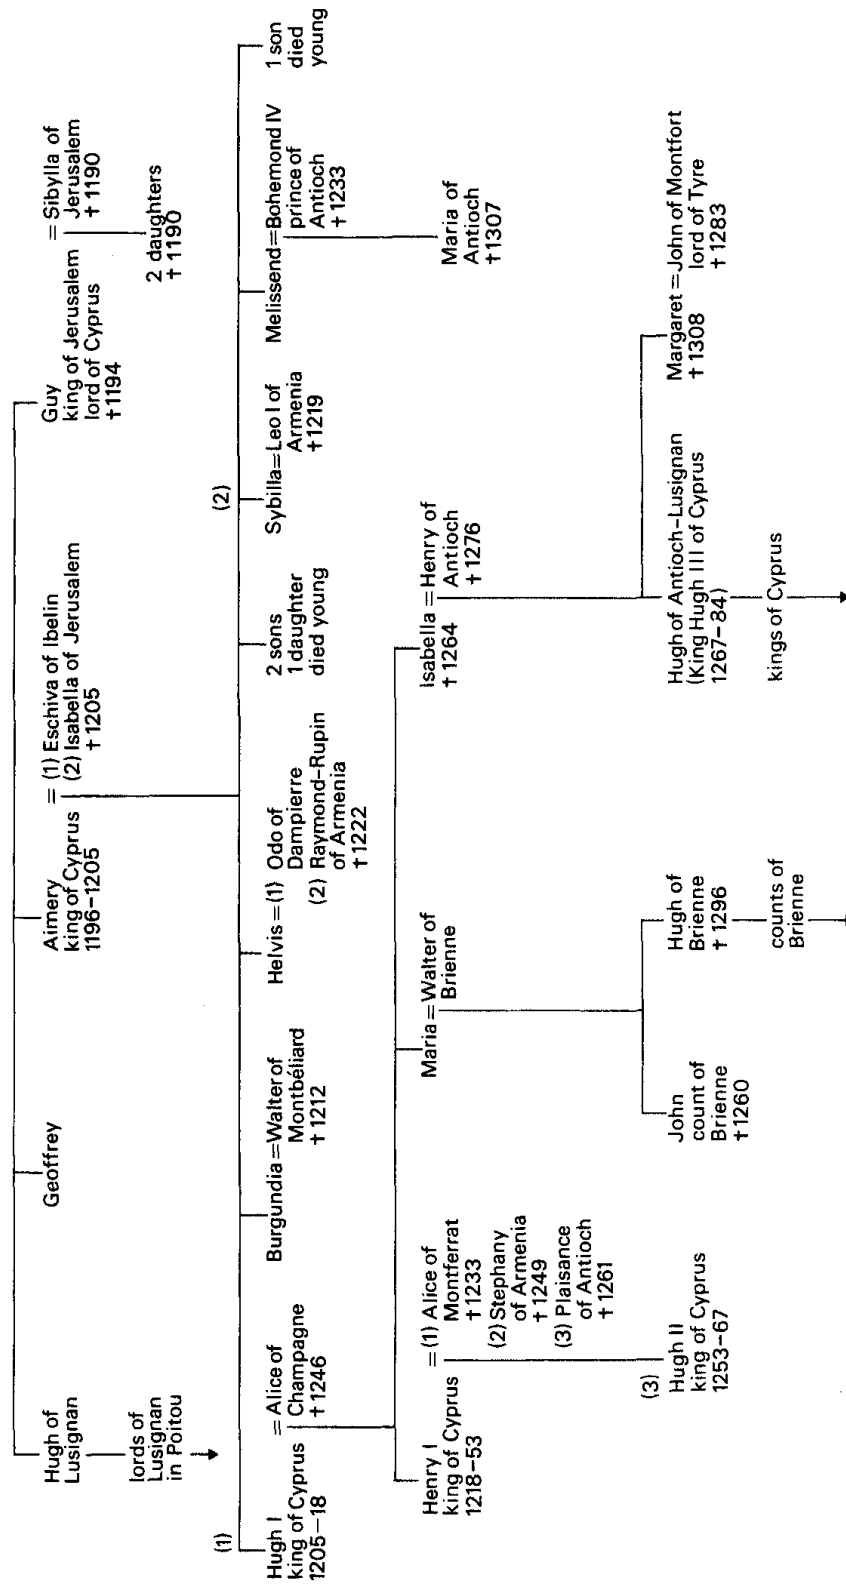 Hugh of
Lusignan
lords of
Lusignan
in Poitou
Geoffrey
Aimery
king of Cyprus
1196–1205
= (1) Eschiva of Ibelin
(2) Isabella of Jerusalem
†1205
Guy
king of Jerusalem
lord of Cyprus
†1194
= Sibylla of
Jerusalem
†1190
2 daughters
†1190
(1)
Hugh I
king of Cyprus
1205–18
= Alice of
Champagne
†1246
Burgundia = Walter of
Montbéliard
†1212
Helvis = (1) Odo of
Dampierre
(2) Raymond-Rupin
of Armenia
†1222
2 sons
1 daughter
died young
(2)
Sybilla = Leo I of
Armenia
†1219
Melissend = Bohemond IV
prince of
Antioch
†1233
1 son
died
young
Henry I
king of Cyprus
1218–53
= (1) Alice of
Montferrat
†1233
(2) Stephany
of Armenia
†1249
(3) Plaisance
of Antioch
†1261
Maria = Walter of
Brienne
Isabella = Henry of
†1264
Antioch
†1276
Maria of
Antioch
†1307
(3)
Hugh II
king of Cyprus
1253–67
John
count of
Brienne
†1260
Hugh of
Brienne
†1296
counts of
Brienne
Hugh of Antioch-Lusignan
(King Hugh III of Cyprus
1267–84)
kings of Cyprus
Margaret = John of Montfort
†1308
lord of Tyre
†1283